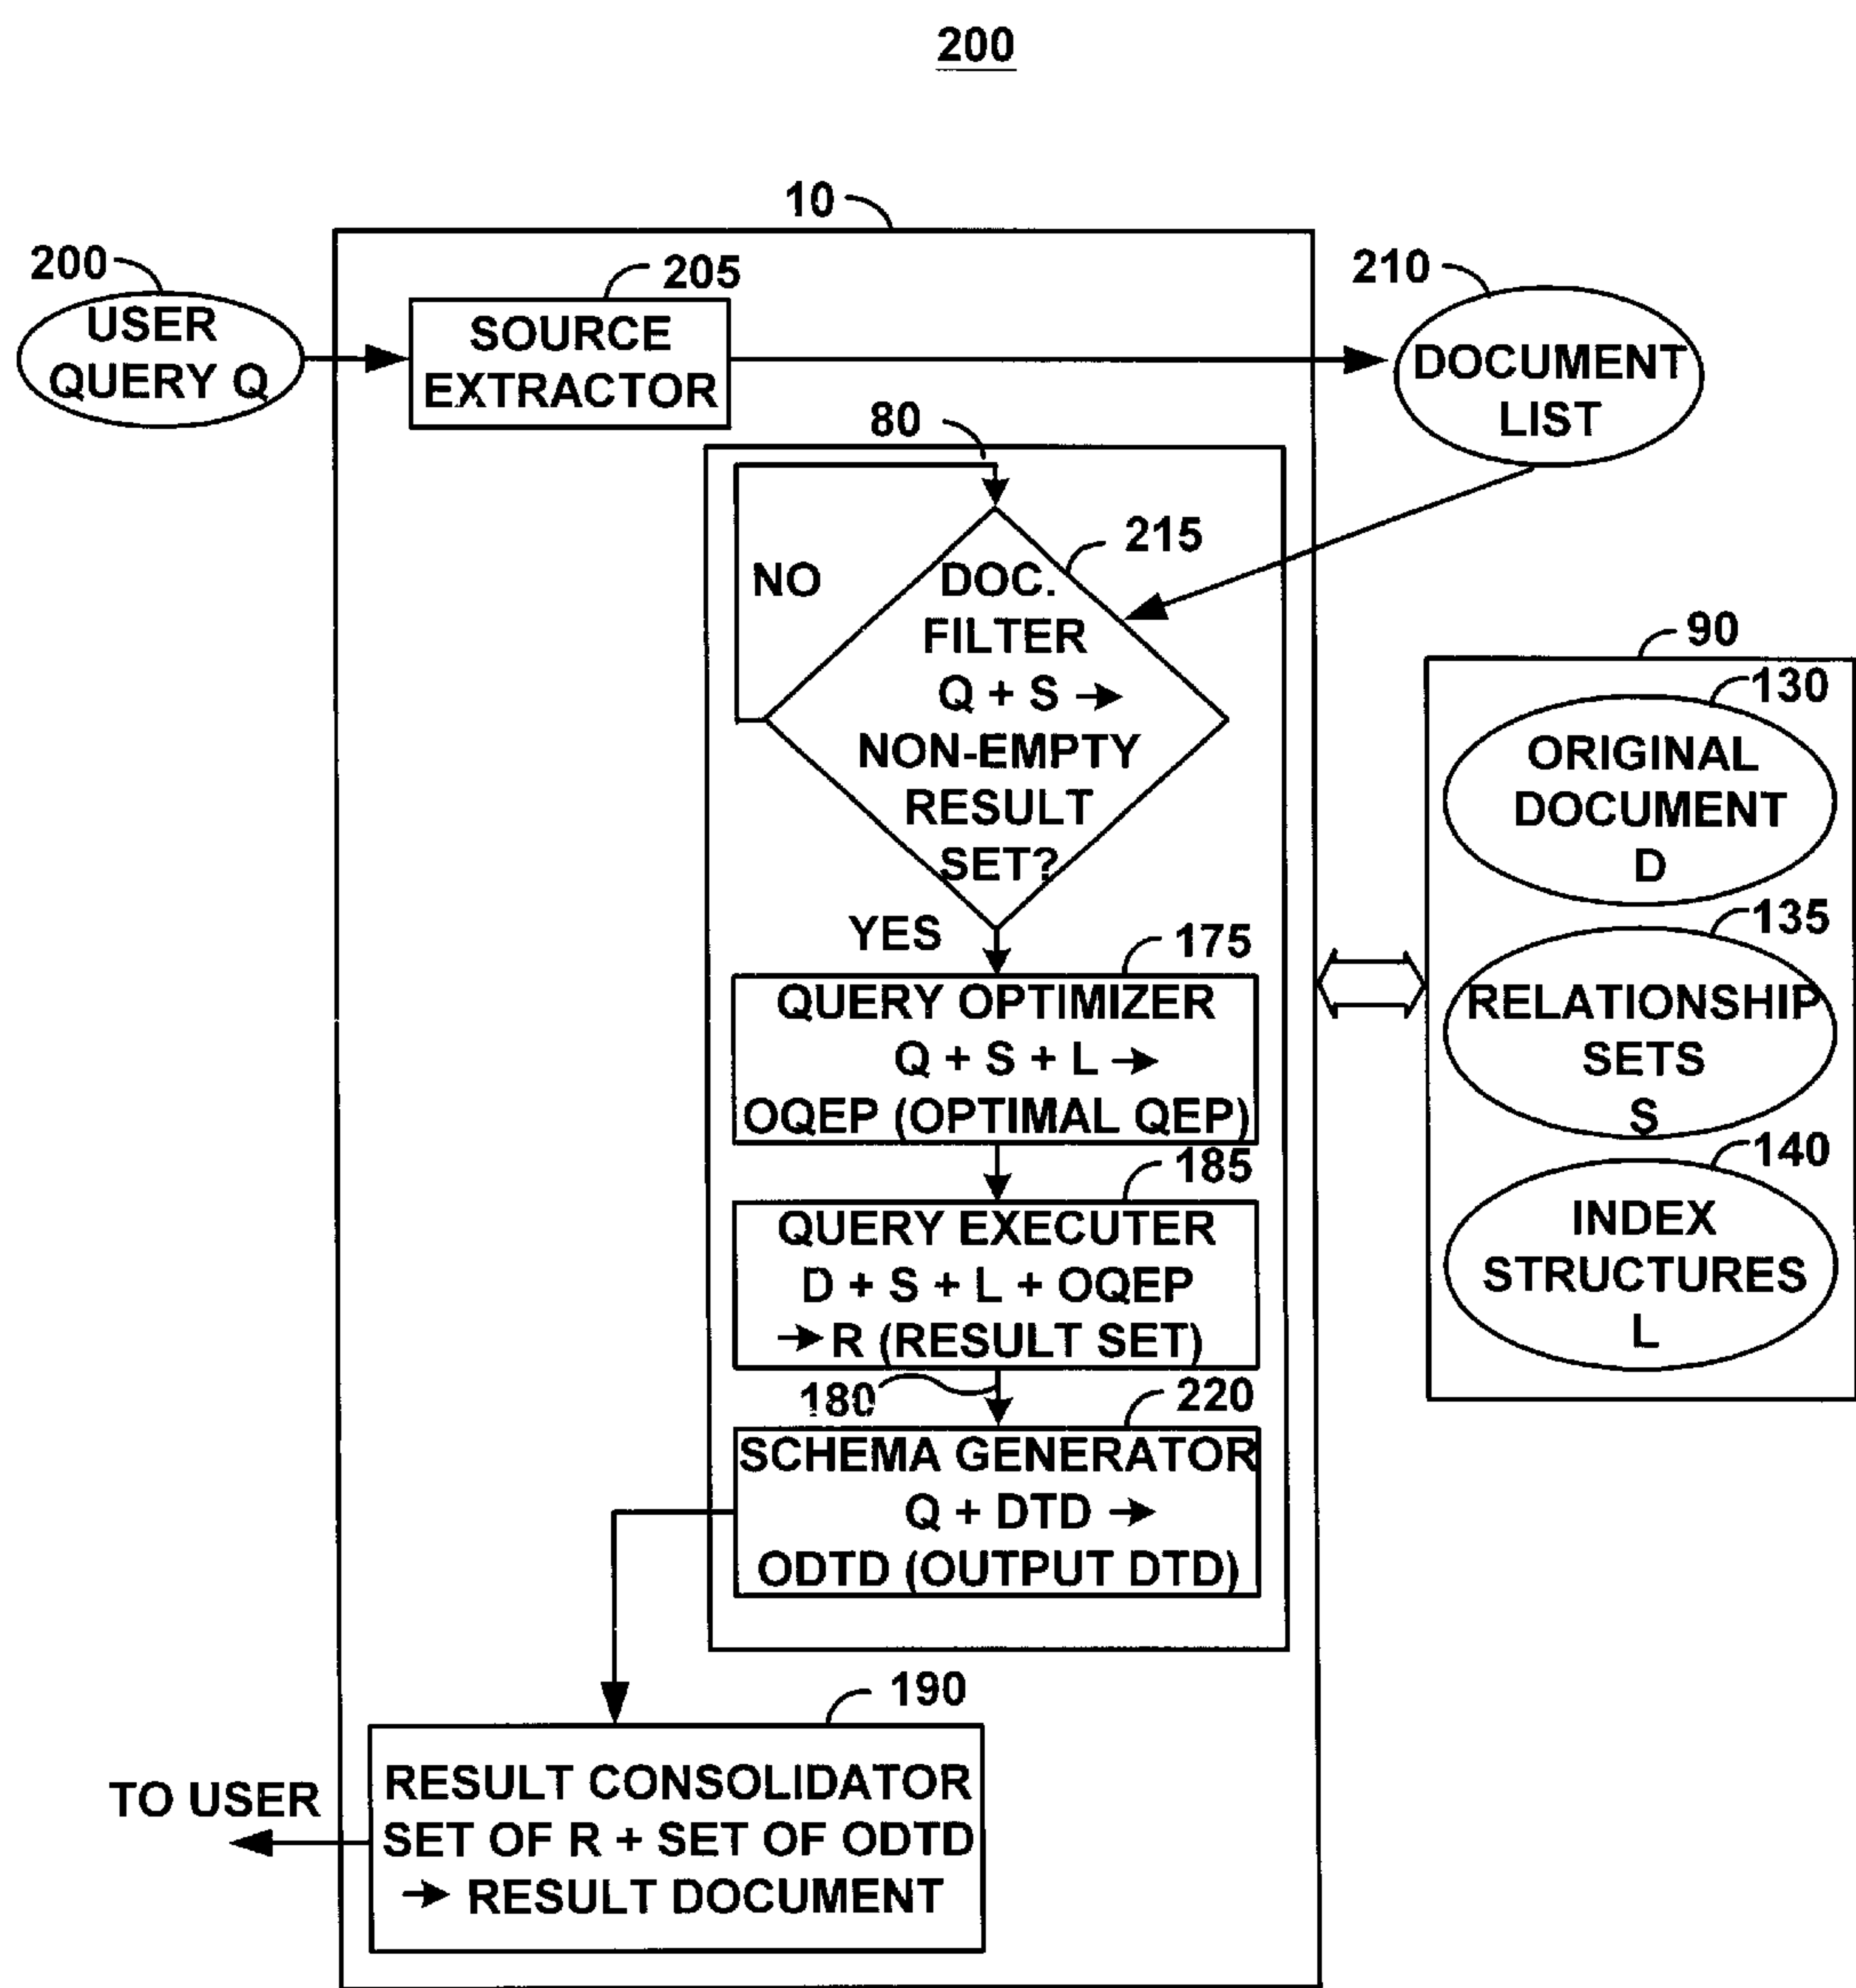 200
10
200
USER
QUERY Q
205
SOURCE
EXTRACTOR
210
DOCUMENT
LIST
80
NO
215
DOC.
FILTER
Q + S →
NON-EMPTY
RESULT
SET?
YES
175
QUERY OPTIMIZER
Q + S + L →
OQEP (OPTIMAL QEP)
185
QUERY EXECUTER
D + S + L + OQEP
→ R (RESULT SET)
180
220
SCHEMA GENERATOR
Q + DTD →
ODTD (OUTPUT DTD)
90
130
ORIGINAL
DOCUMENT
D
135
RELATIONSHIP
SETS
S
140
INDEX
STRUCTURES
L
190
RESULT CONSOLIDATOR
SET OF R + SET OF ODTD
→ RESULT DOCUMENT
TO USER